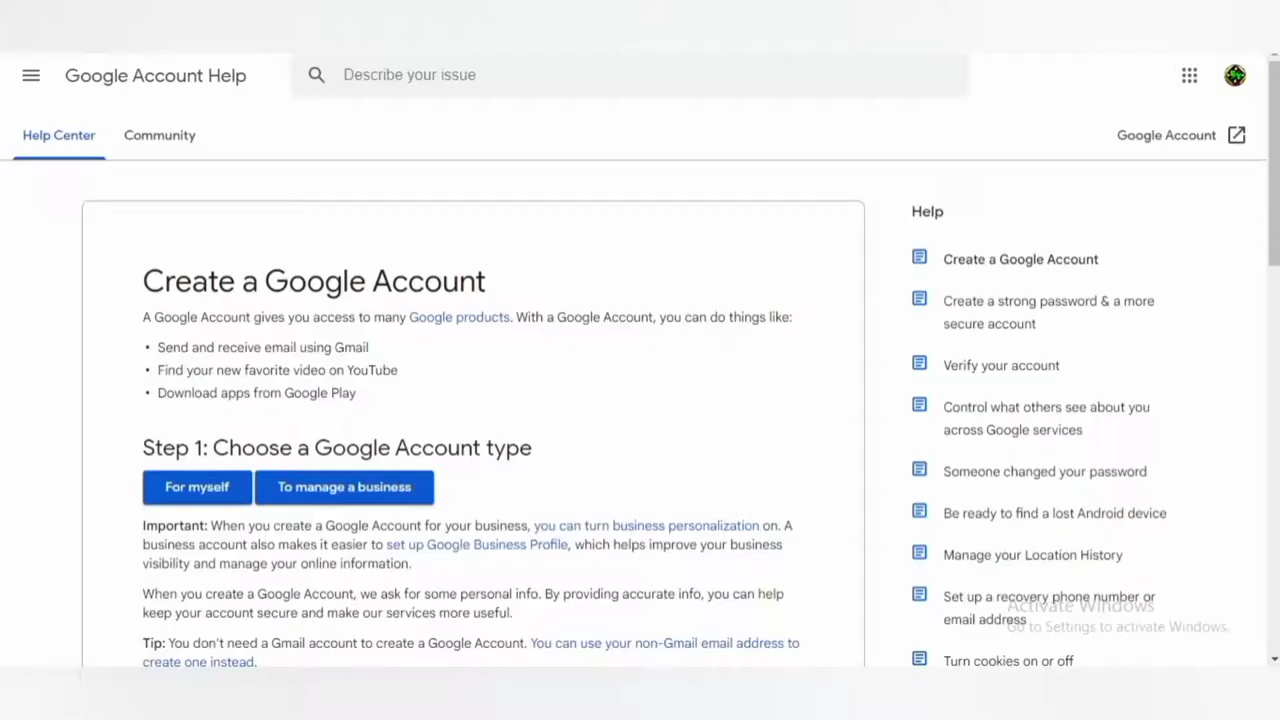 Google Account Help
Describe your issue
Help Center
Community
Google Account
Create a Google Account
A Google Account gives you access to many Google products. With a Google Account, you can do things like:
• Send and receive email using Gmail
• Find your new favorite video on YouTube
• Download apps from Google Play
Step 1: Choose a Google Account type
For myself
To manage a business
Important: When you create a Google Account for your business, you can turn business personalization on. A
business account also makes it easier to set up Google Business Profile, which helps improve your business
visibility and manage your online information.
When you create a Google Account, we ask for some personal info. By providing accurate info, you can help
keep your account secure and make our services more useful.
Tip: You don't need a Gmail account to create a Google Account. You can use your non-Gmail email address to
create one instead.
Help
Create a Google Account
Create a strong password & a more
secure account
Verify your account
Control what others see about you
across Google services
Someone changed your password
Be ready to find a lost Android device
Manage your Location History
Set up a recovery phone number or
email address
Turn cookies on or off
Activate Windows
Go to Settings to activate Windows.